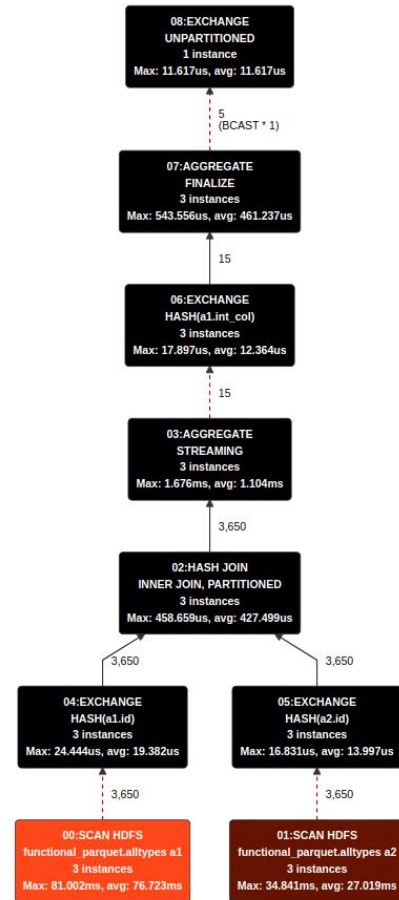 08:EXCHANGE
UNPARTITIONED
1 instance
Max: 11.617us, avg: 11.617us
5
(BCAST * 1)
07:AGGREGATE
FINALIZE
3 instances
Max: 543.556us, avg: 461.237us
15
06:EXCHANGE
HASH(a1.int_col)
3 instances
Max: 17.897us, avg: 12.364us
15
03:AGGREGATE
STREAMING
3 instances
Max: 1.676ms, avg: 1.104ms
3,650
02:HASH JOIN
INNER JOIN, PARTITIONED
3 instances
Max: 458.659us, avg: 427.499us
3,650
3,650
04:EXCHANGE
HASH(a1.id)
3 instances
Max: 24.444us, avg: 19.382us
05:EXCHANGE
HASH(a2.id)
3 instances
Max: 16.831us, avg: 13.997us
3,650
3,650
00:SCAN HDFS
functional_parquet.alltypes a1
3 instances
Max: 81.002ms, avg: 76.723ms
01:SCAN HDFS
functional_parquet.alltypes a2
3 instances
Max: 34.841ms, avg: 27.019ms